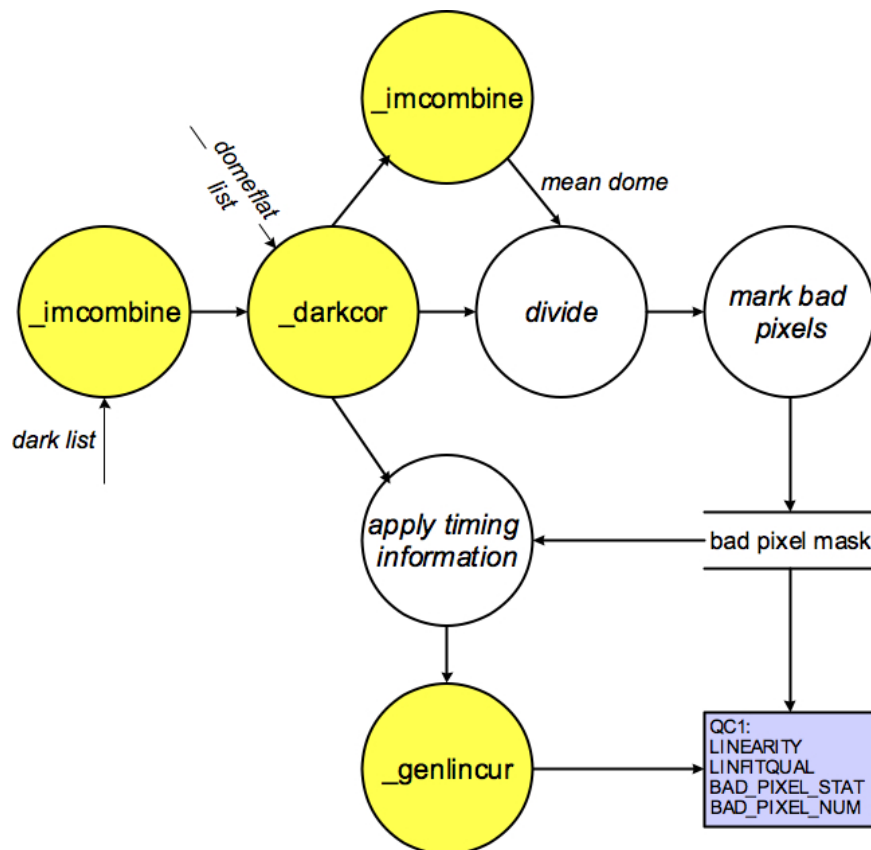 _imcombine
domeflat
list
mean dome
_imcombine
_darkcor
divide
mark bad
pixels
dark list
apply timing
information
bad pixel mask
_genlincur
QC1:
LINEARITY
LINFITQUAL
BAD_PIXEL_STAT
BAD_PIXEL_NUM